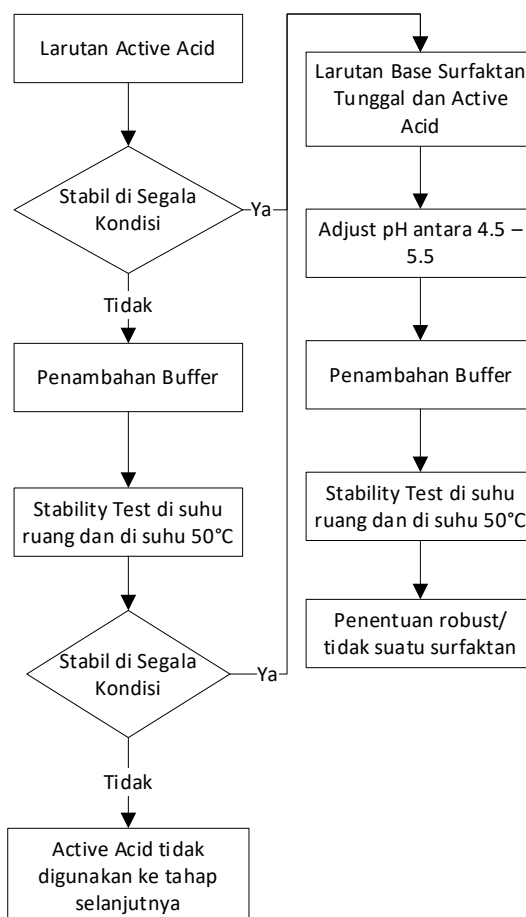 Larutan Active Acid
Stabil di Segala
Kondisi
Ya
Tidak
Penambahan Buffer
Stability Test di suhu
ruang dan di suhu 50°C
Stabil di Segala
Kondisi
Ya
Tidak
Active Acid tidak
digunakan ke tahap
selanjutnya
Larutan Base Surfaktan
Tunggal dan Active
Acid
Adjust pH antara 4.5 –
5.5
Penambahan Buffer
Stability Test di suhu
ruang dan di suhu 50°C
Penentuan robust/
tidak suatu surfaktan